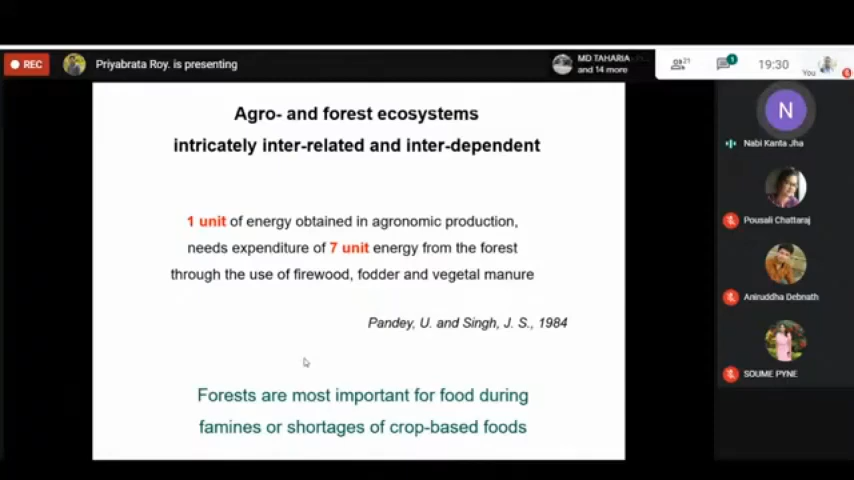 REC
Priyabrata Roy. is presenting
MD TAHARIA
and 14 more
21
1
19:30
You
Agro- and forest ecosystems
intricately inter-related and inter-dependent
1 unit of energy obtained in agronomic production,
needs expenditure of 7 unit energy from the forest
through the use of firewood, fodder and vegetal manure
Pandey, U. and Singh, J. S., 1984
Forests are most important for food during
famines or shortages of crop-based foods
N
Nabi Kanta Jha
Pousali Chattaraj
Aniruddha Debnath
SOUME PYNE